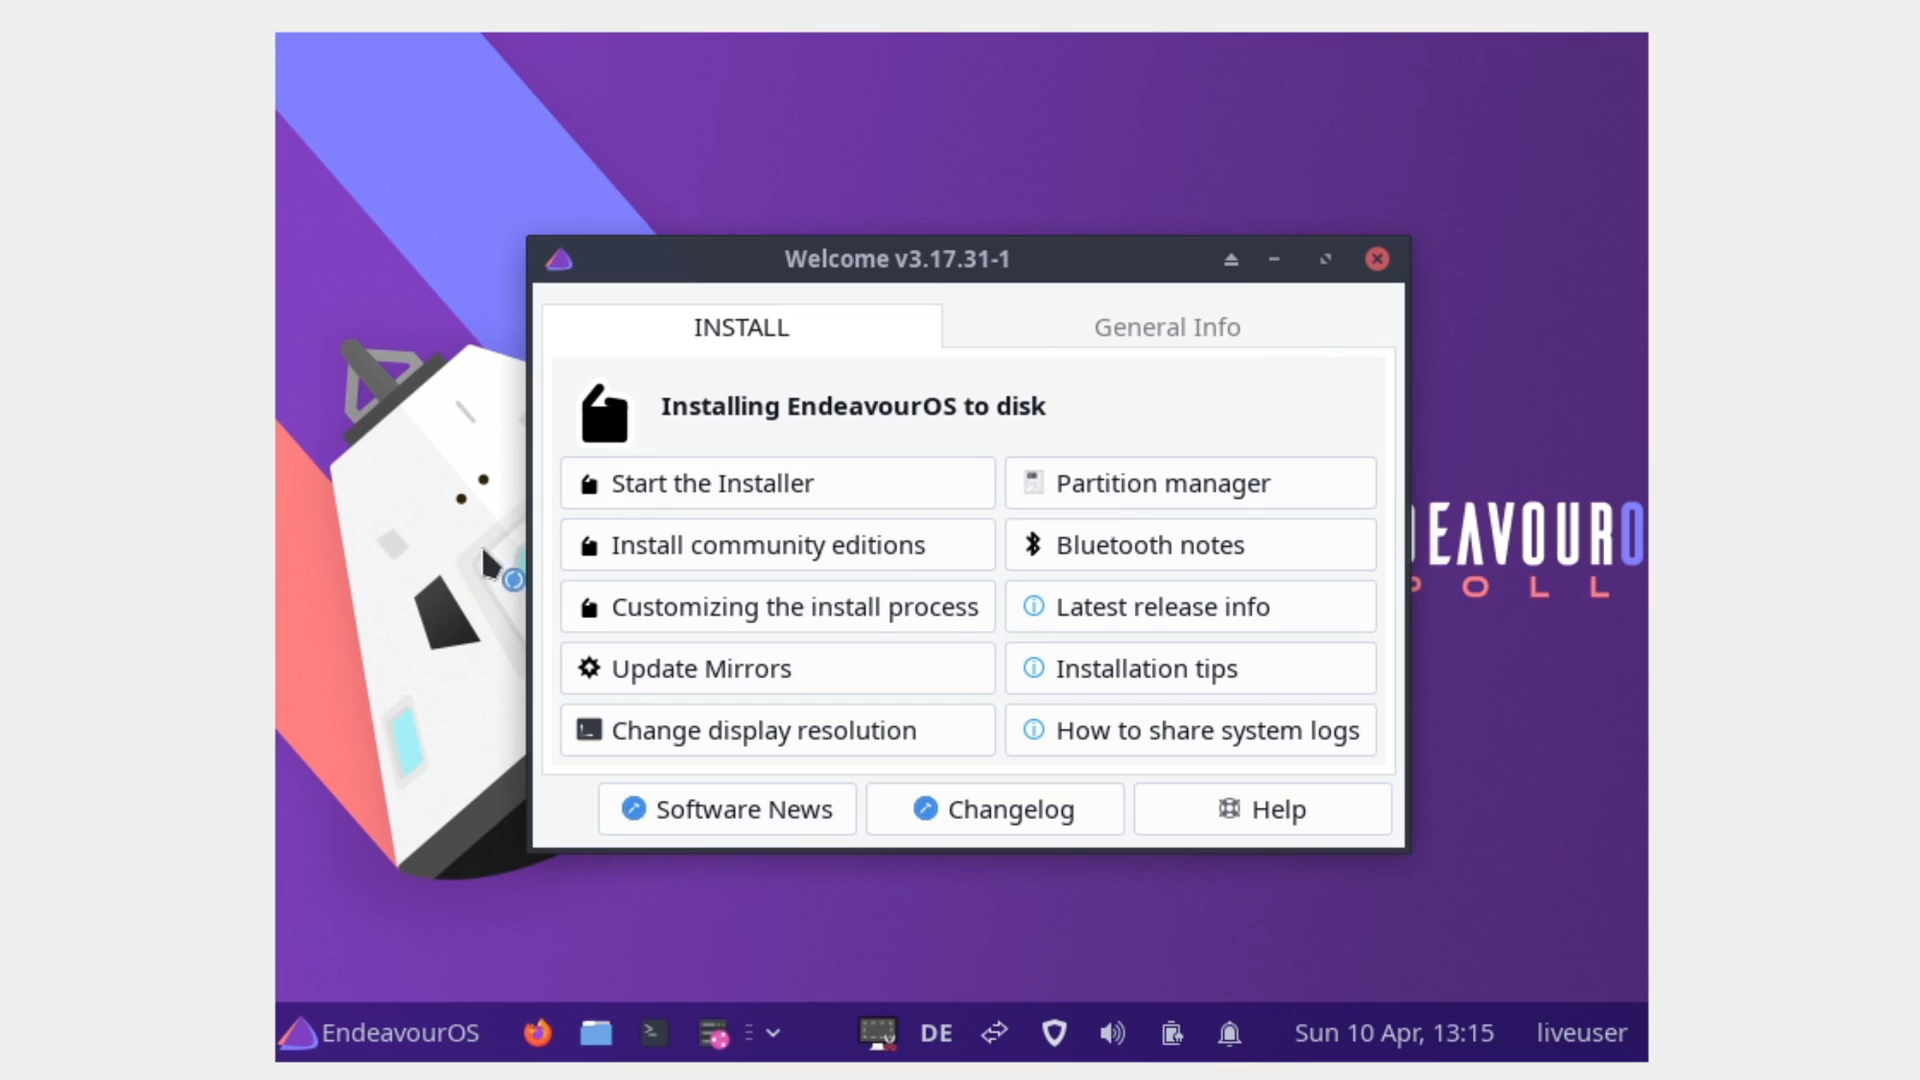 Welcome v3.17.31-1
INSTALL
General Info
Installing EndeavourOS to disk
Start the Installer
Partition manager
Install community editions
Bluetooth notes
Customizing the install process
Latest release info
Update Mirrors
Installation tips
Change display resolution
How to share system logs
Software News
Changelog
Help
DEAVOURO
OLL
EndeavourOS
DE
Sun 10 Apr, 13:15
liveuser